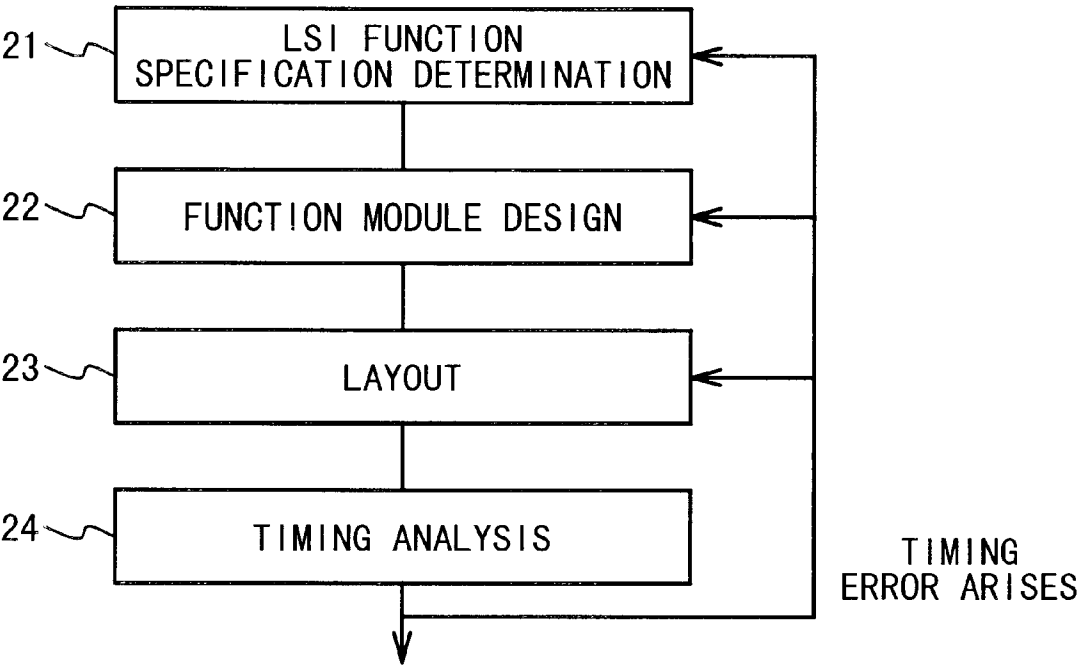 21
LSI FUNCTION
SPECIFICATION DETERMINATION
22
FUNCTION MODULE DESIGN
23
LAYOUT
24
TIMING ANALYSIS
TIMING
ERROR ARISES